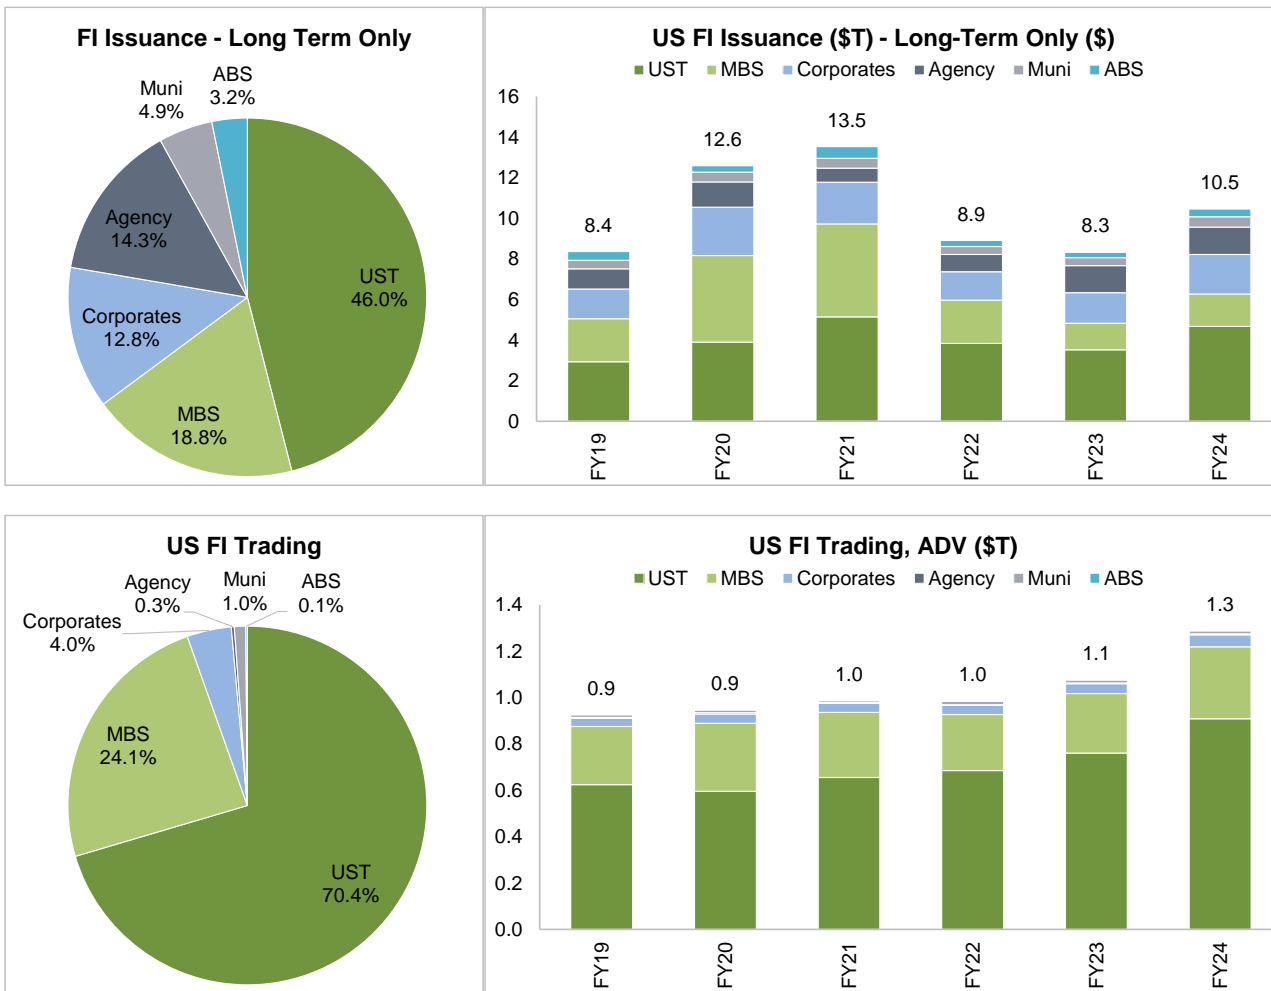 FI Issuance - Long Term Only
ABS
3.2%
Muni
4.9%
Agency
14.3%
UST
46.0%
Corporates
12.8%
MBS
18.8%
US FI Issuance ($T) - Long-Term Only ($)
UST MBS Corporates Agency Muni ABS
16
14
12
10
8
6
4
2
0
8.4
12.6
13.5
8.9
8.3
10.5
FY19
FY20
FY21
FY22
FY23
FY24
US FI Trading
Agency
0.3%
Muni
1.0%
ABS
0.1%
Corporates
4.0%
MBS
24.1%
UST
70.4%
US FI Trading, ADV ($T)
UST MBS Corporates Agency Muni ABS
1.4
1.2
1.0
0.8
0.6
0.4
0.2
0.0
0.9
0.9
1.0
1.0
1.1
1.3
FY19
FY20
FY21
FY22
FY23
FY24